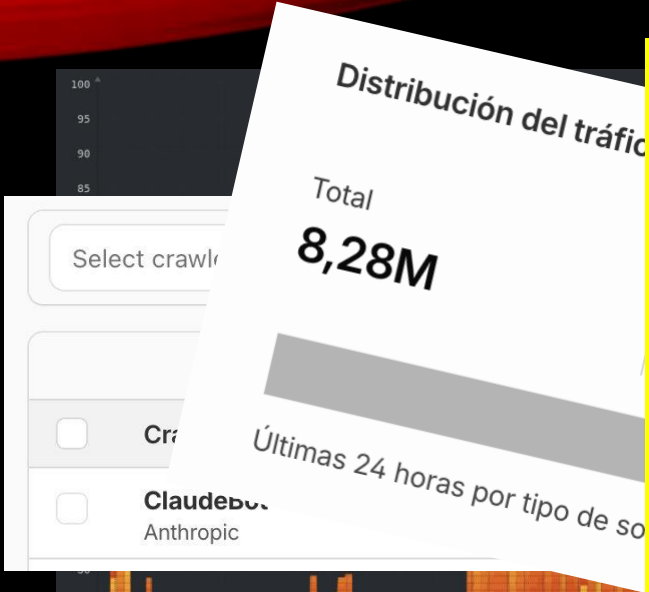 100
95
90
85
Distribución del tráfic
Total
8,28M
Select crawl
Últimas 24 horas por tipo de so
Cra
ClaudeBot
Anthropic